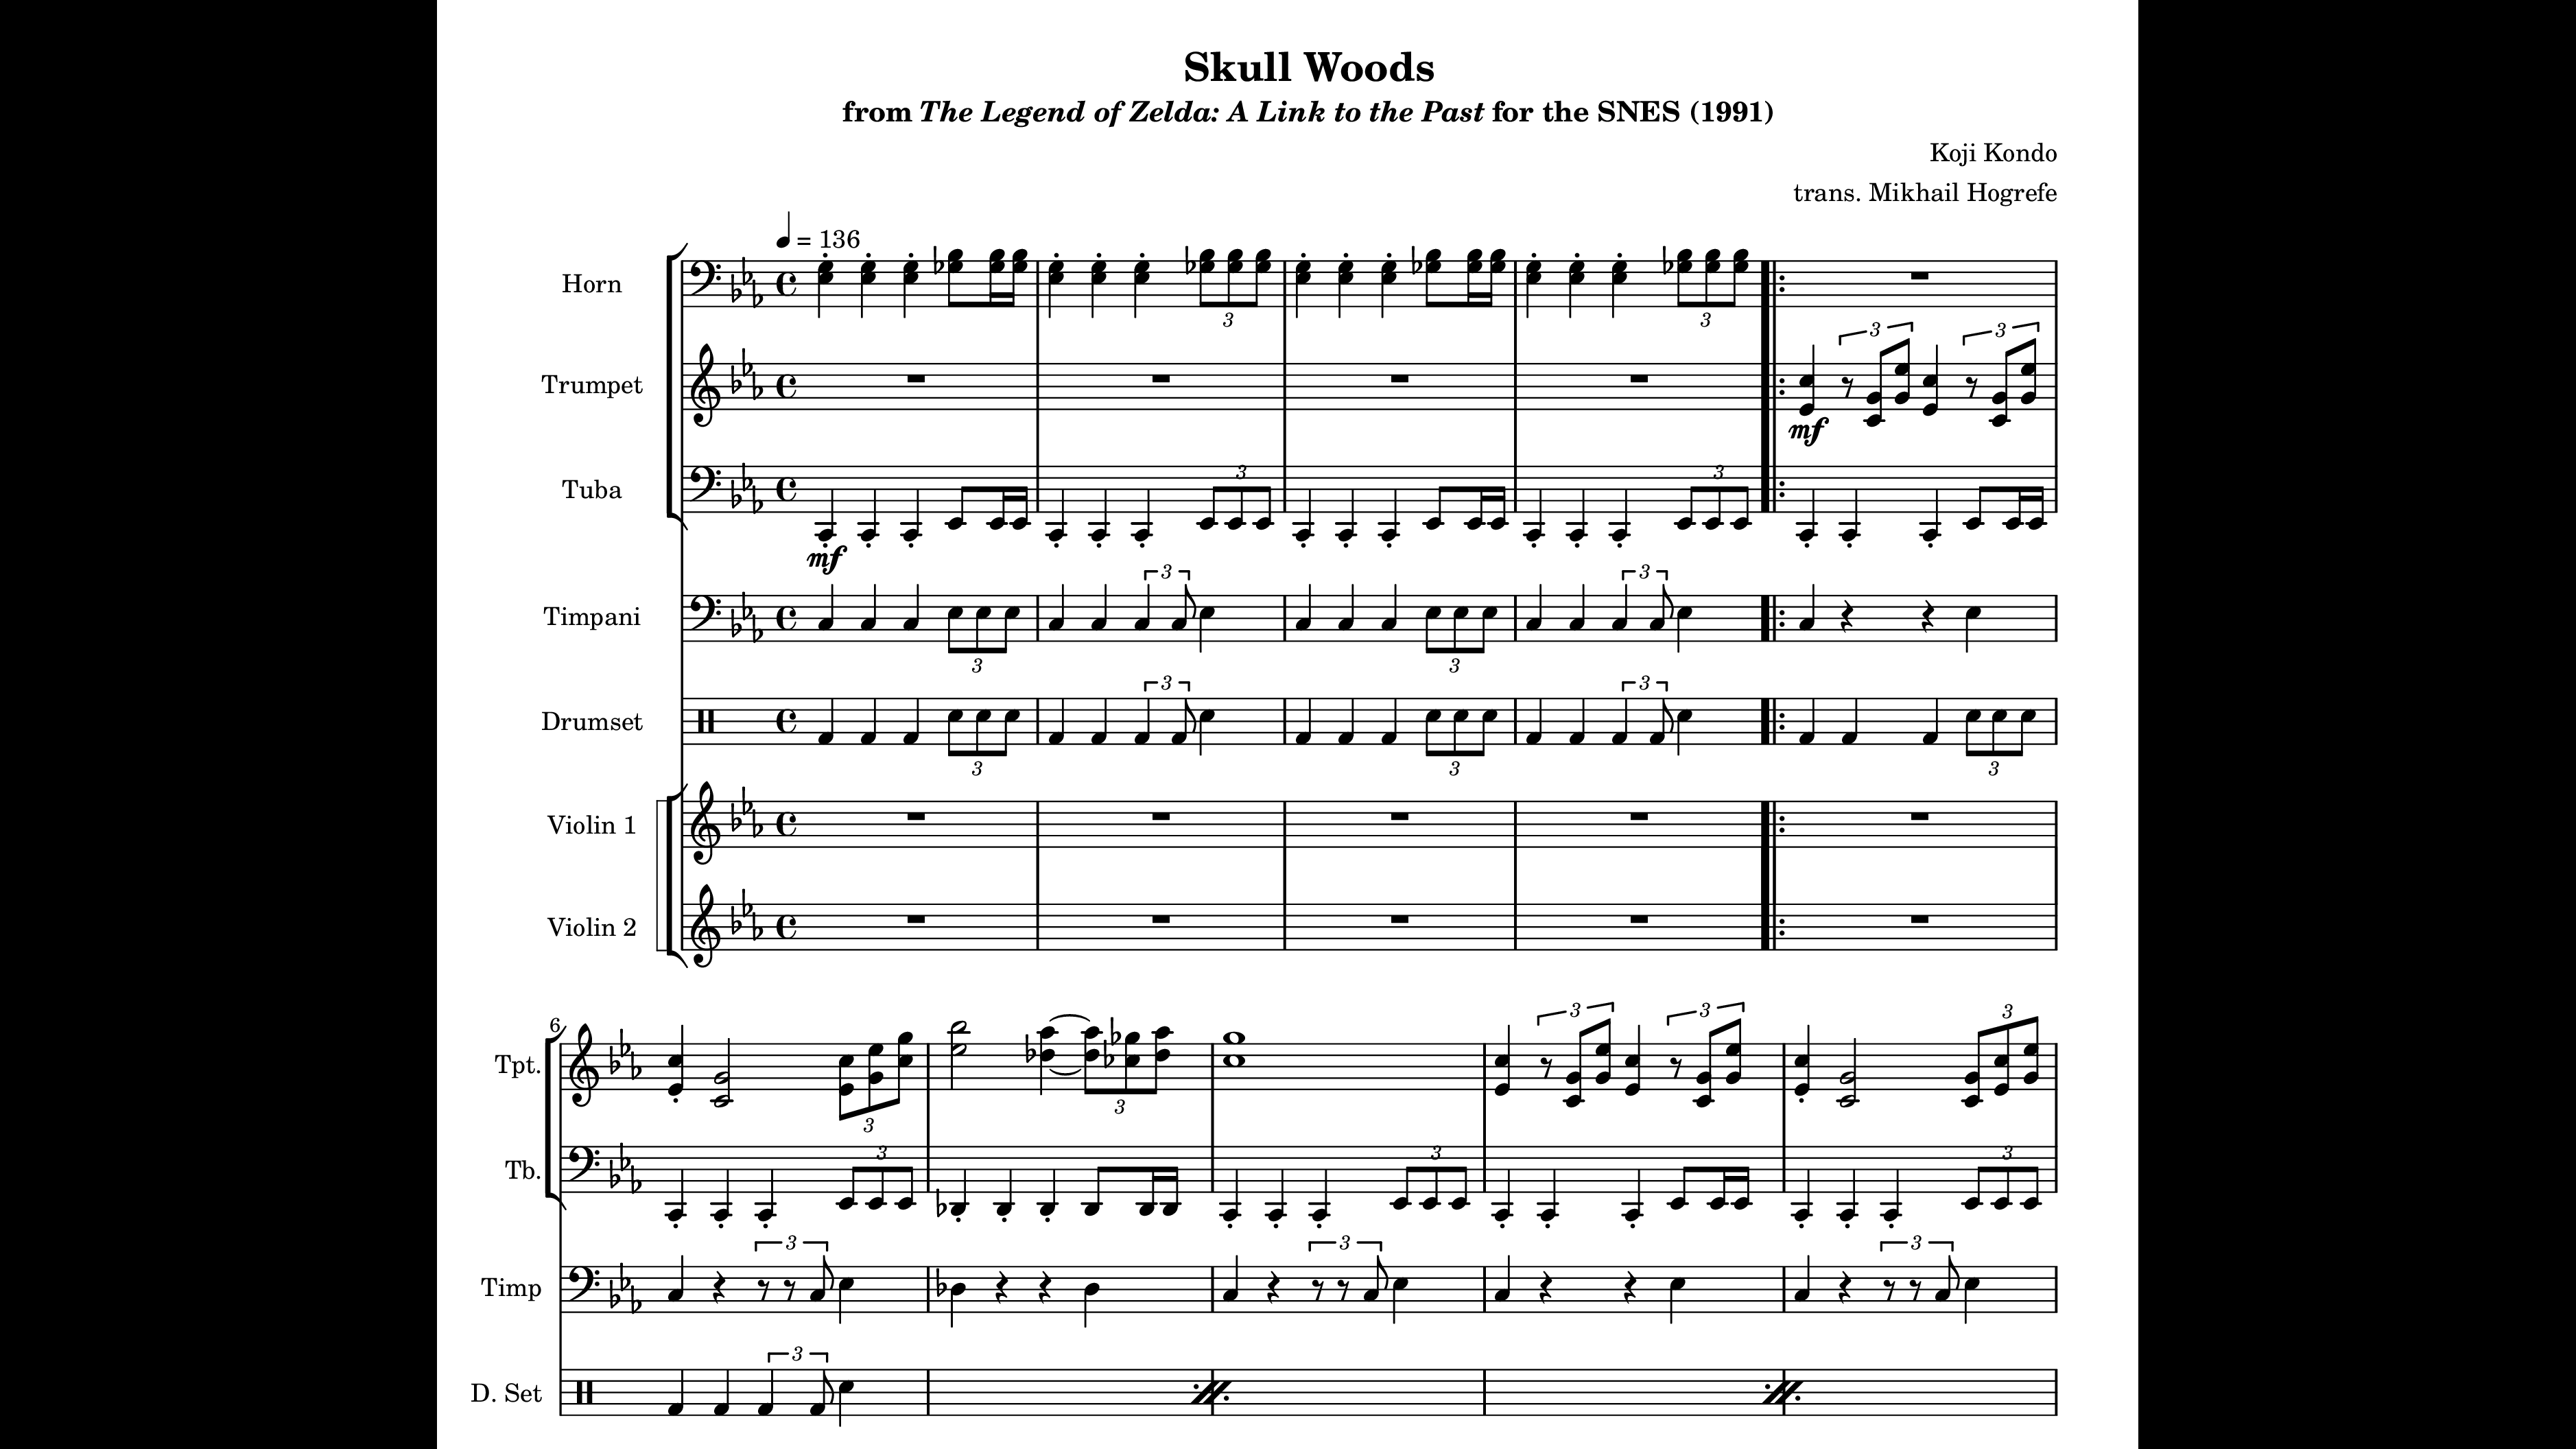 Skull Woods
from The Legend of Zelda: A Link to the Past for the SNES (1991)
Koji Kondo
trans. Mikhail Hogrefe
= 136
Horn
3 3
3 3
Trumpet
mf
3 3
Tuba
mf
3 3
Timpani
3 3
3 3
Drumset
3 3 3
Violin 1
Violin 2
6
3 3 3
Tpt.
3 3
3 3 3
Tb.
3 3 3
Timp
3
D. Set